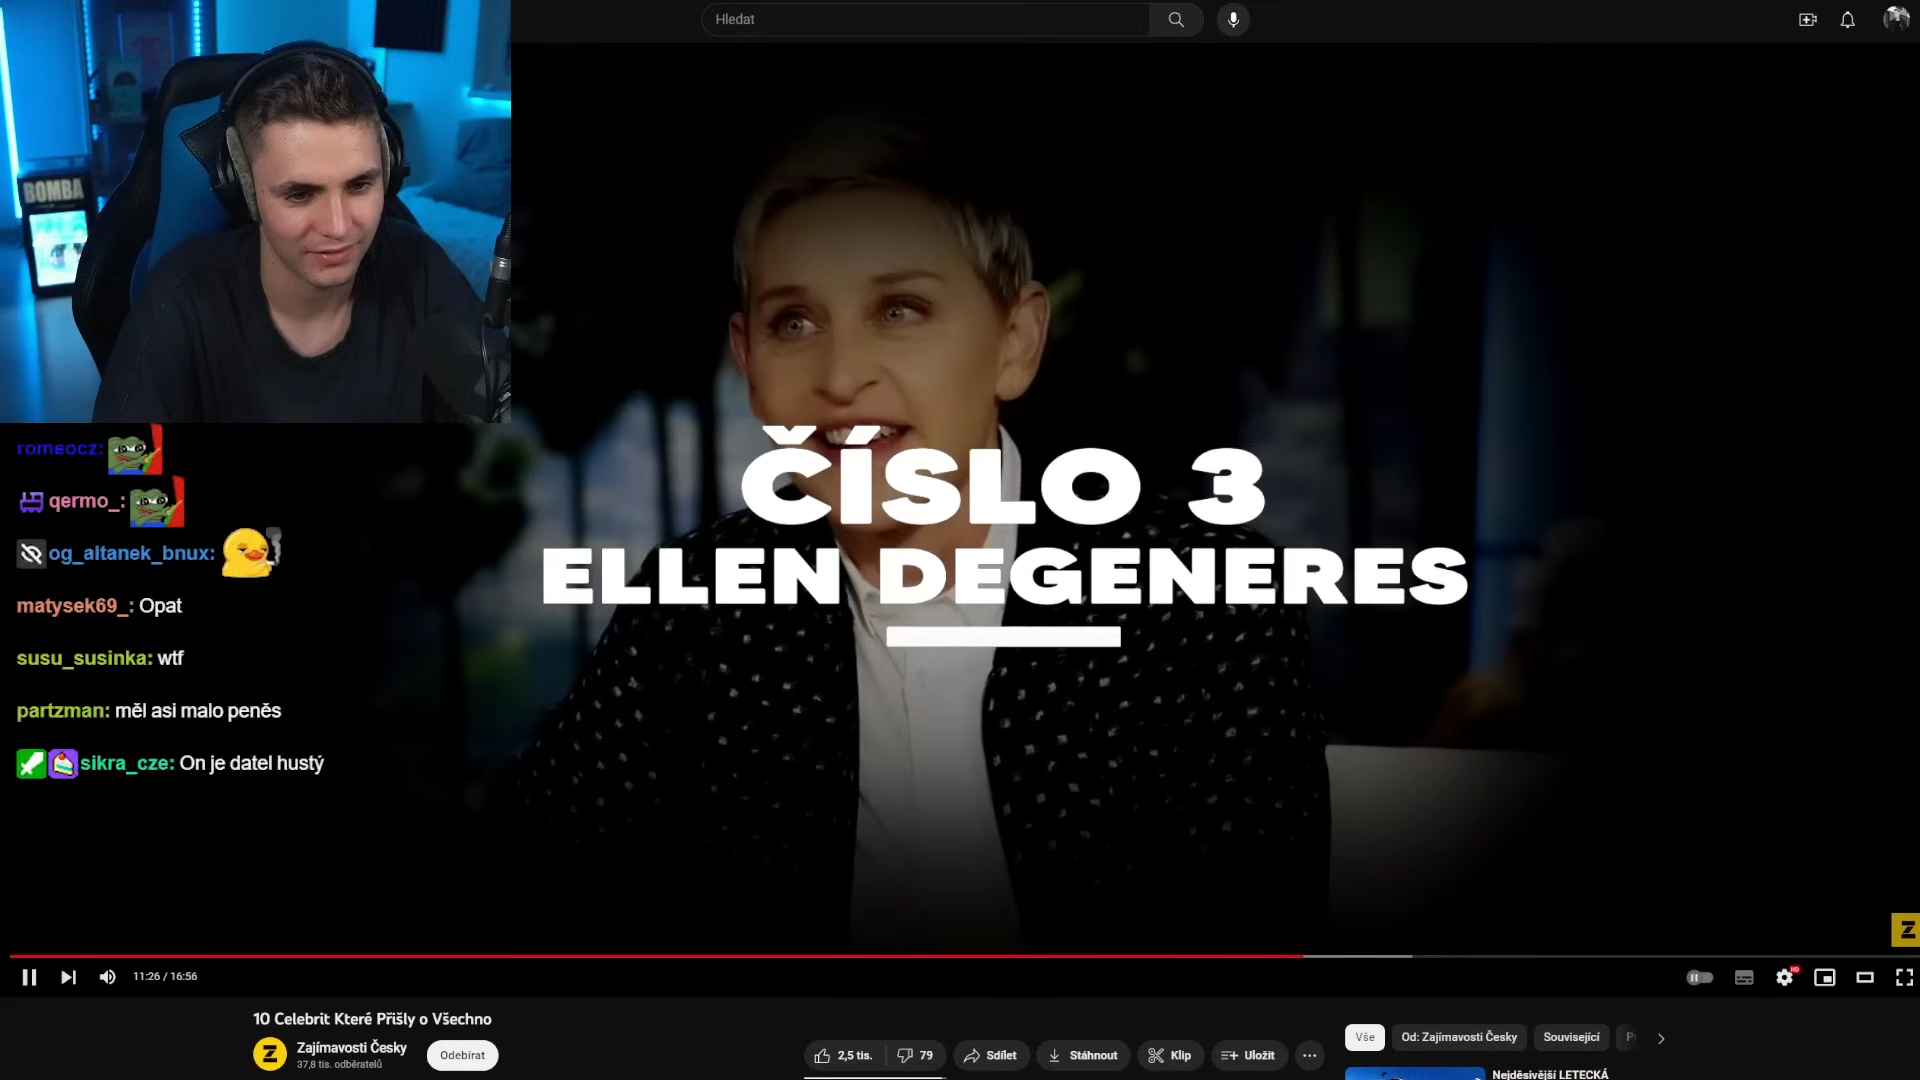 Hledat
BOMBA
romeocz:
qermo_:
og_altanek_bnux:
matysek69_: Opat
susu_susinka: wtf
partzman: měl asi malo peněs
sikra_cze: On je datel hustý
ČÍSLO 3
ELLEN DEGENERES
Z
11:26 / 16:56
HD
10 Celebrit Které Přišly o Všechno
Z
Zajímavosti Česky
37,8 tis. odběratelů
Odebírat
2,5 tis.
79
Sdílet
Stáhnout
Klip
Uložit
Vše
Od: Zajímavosti Česky
Související
Nejděsivější LETECKÁ